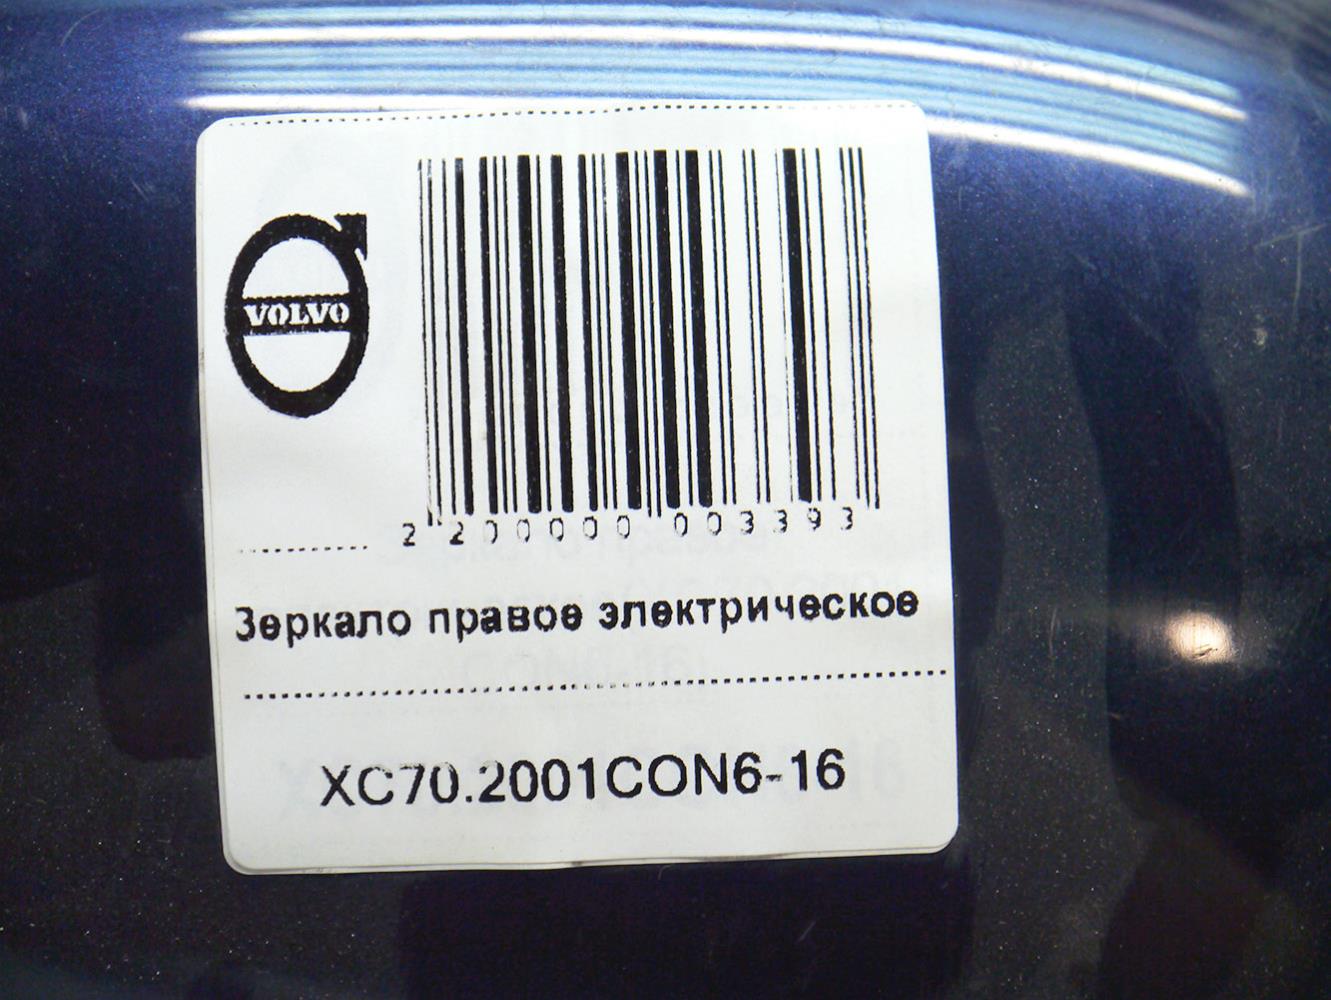 VOLVO
2 200000 003393
Зеркало правое электрическое
XC70.2001CON6-16